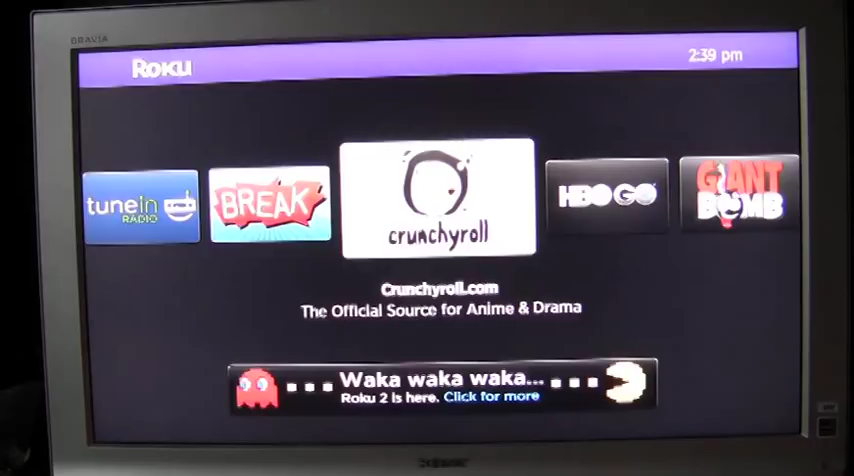 BRAVIA
Roku
2:39 pm
tunein
RADIO
BREAK
crunchyroll
HBO GO
GIANT
BOMB
Crunchyroll.com
The Official Source for Anime & Drama
Waka waka waka...
Roku 2 is here. Click for more